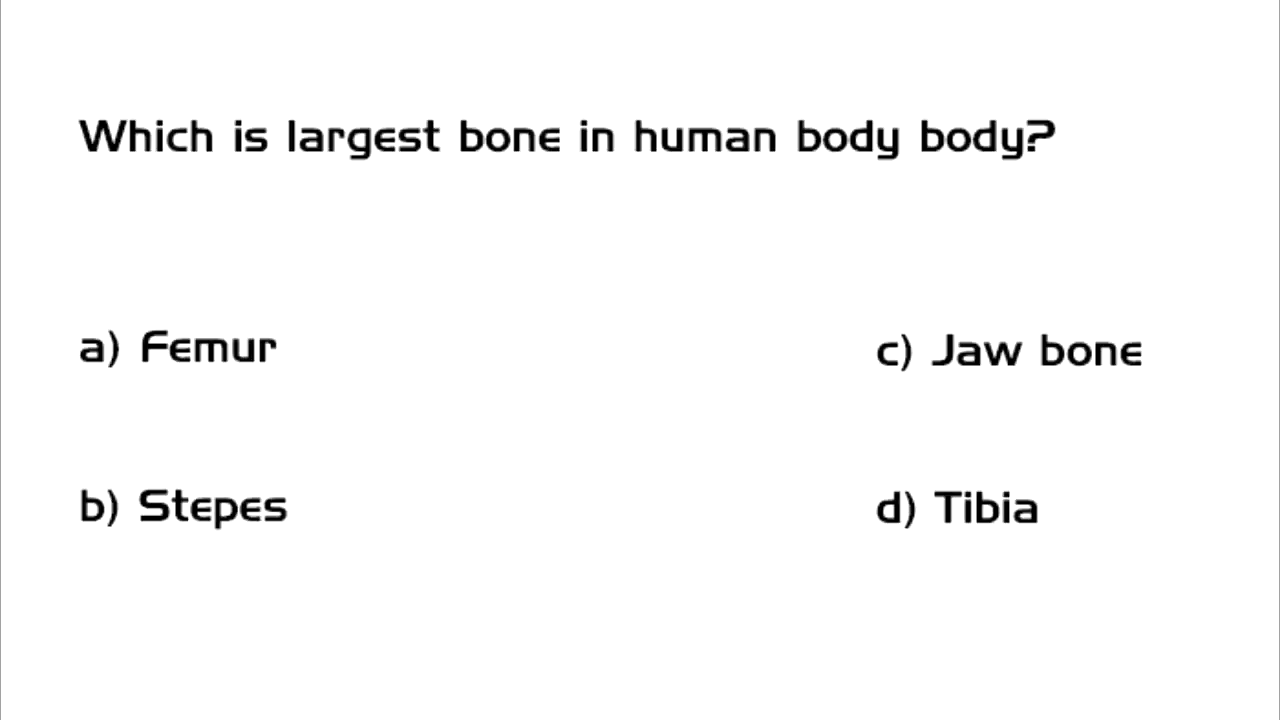 Which is largest bone in human body body?
a) Femur
b) Stepes
c) Jaw bone
d) Tibia